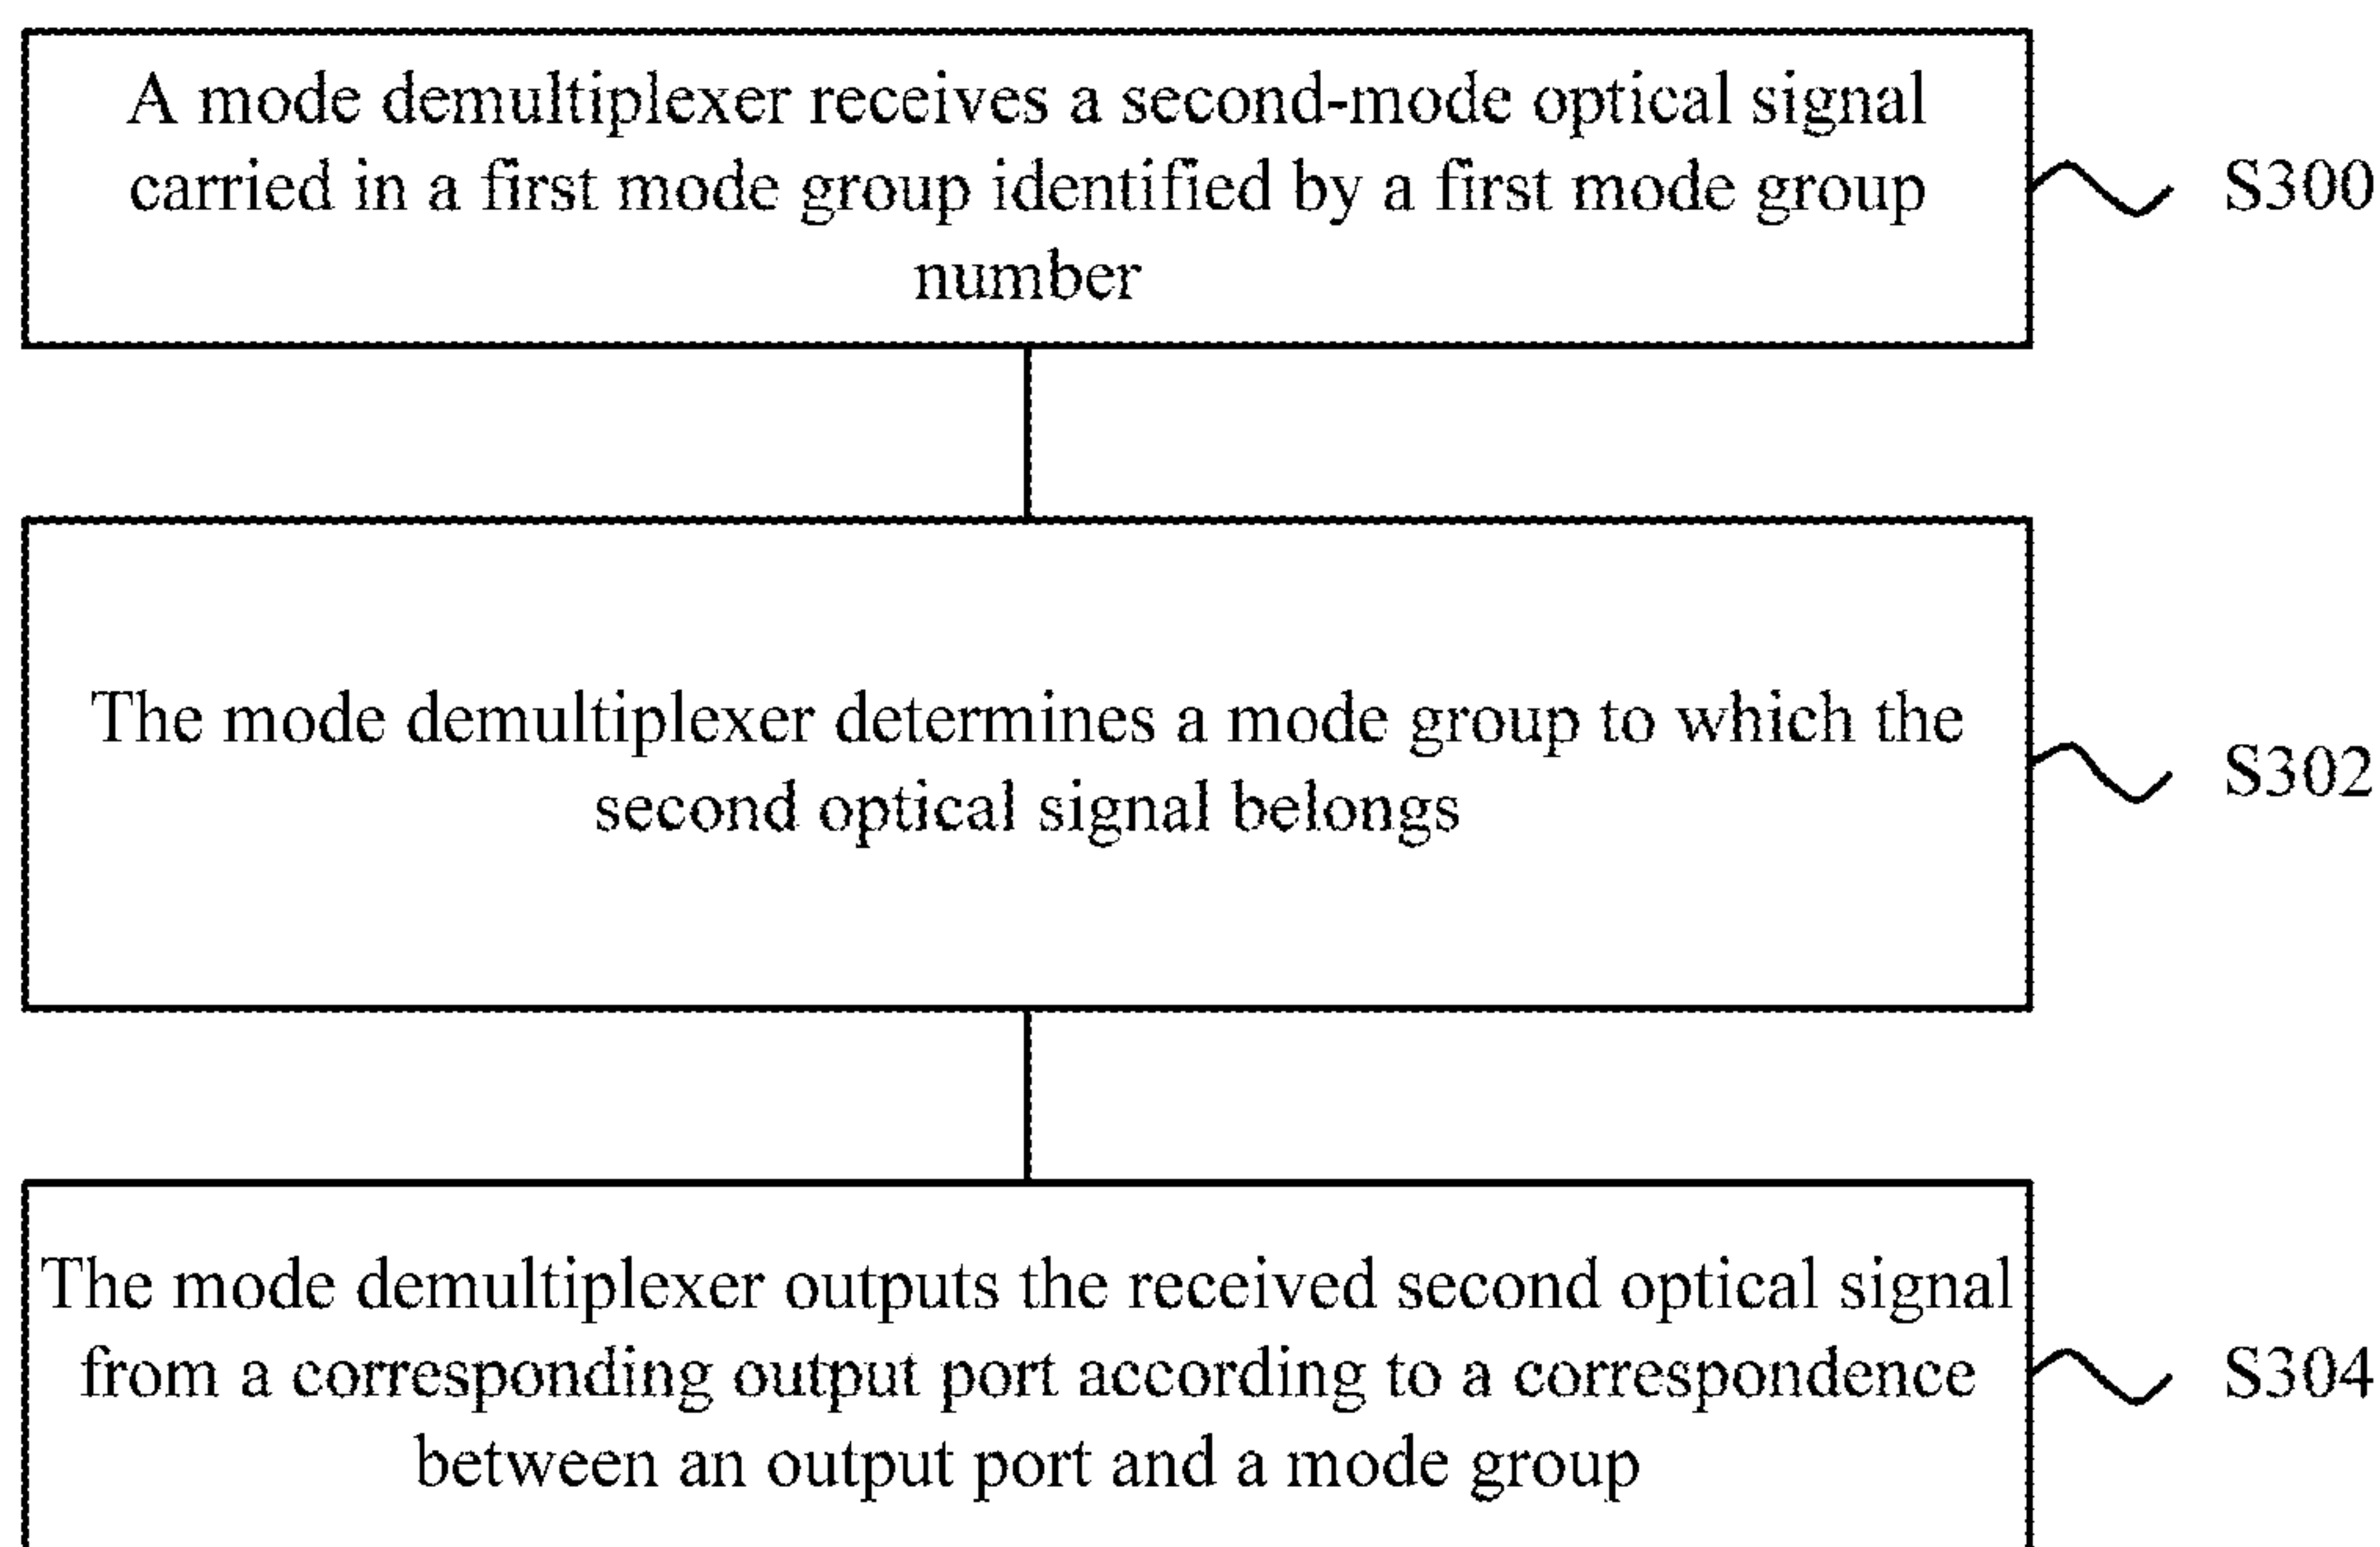 A mode demultiplexer receives a second-mode optical signal
carried in a first mode group identified by a first mode group
number
S300
The mode demultiplexer determines a mode group to which the
second optical signal belongs
S302
The mode demultiplexer outputs the received second optical signal
from a corresponding output port according to a correspondence
between an output port and a mode group
S304